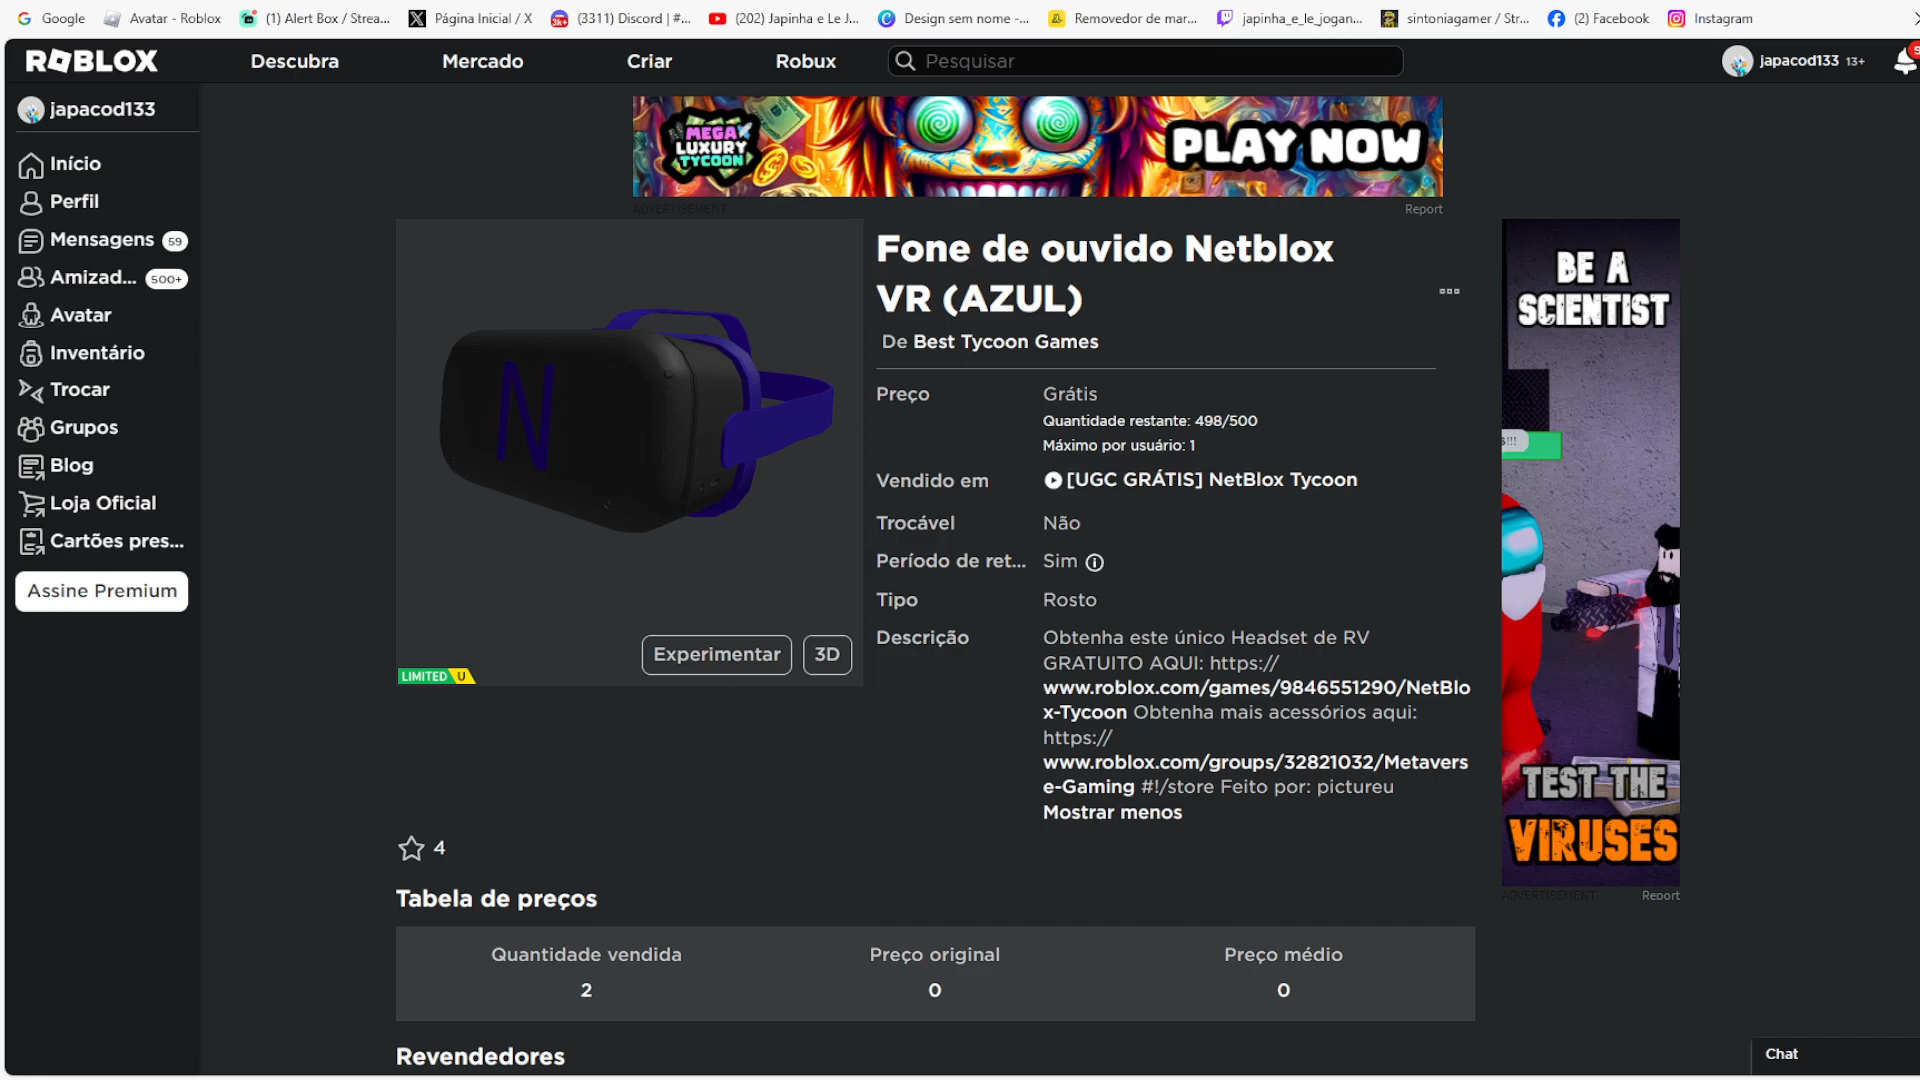 Google
Avatar - Roblox
(1) Alert Box / Strea...
Página Inicial / X
(3311) Discord | #...
(202) Japinha e Le J...
Design sem nome -...
Removedor de mar...
japinha_e_le_jogan...
sintoniagamer / Str...
(2) Facebook
Instagram
ROBLOX
Descubra
Mercado
Criar
Robux
Pesquisar
japacod133 13+
japacod133
Início
Perfil
Mensagens 59
Amizad... 500+
Avatar
Inventário
Trocar
Grupos
Blog
Loja Oficial
Cartões pres...
Assine Premium
MEGA
LUXURY
TYCOON
PLAY NOW
ADVERTISEMENT
Report
N
Experimentar
3D
LIMITED U
Fone de ouvido Netblox
VR (AZUL)
De Best Tycoon Games
Preço
Grátis
Quantidade restante: 498/500
Máximo por usuário: 1
Vendido em
[UGC GRÁTIS] NetBlox Tycoon
Trocável
Não
Período de ret...
Sim
Tipo
Rosto
Descrição
Obtenha este único Headset de RV
GRATUITO AQUI: https://
www.roblox.com/games/9846551290/NetBlo
x-Tycoon Obtenha mais acessórios aqui:
https://
www.roblox.com/groups/32821032/Metavers
e-Gaming #!/store Feito por: pictureu
Mostrar menos
BE A
SCIENTIST
TEST THE
VIRUSES
ADVERTISEMENT
Report
4
Tabela de preços
Quantidade vendida
2
Preço original
0
Preço médio
0
Revendedores
Chat